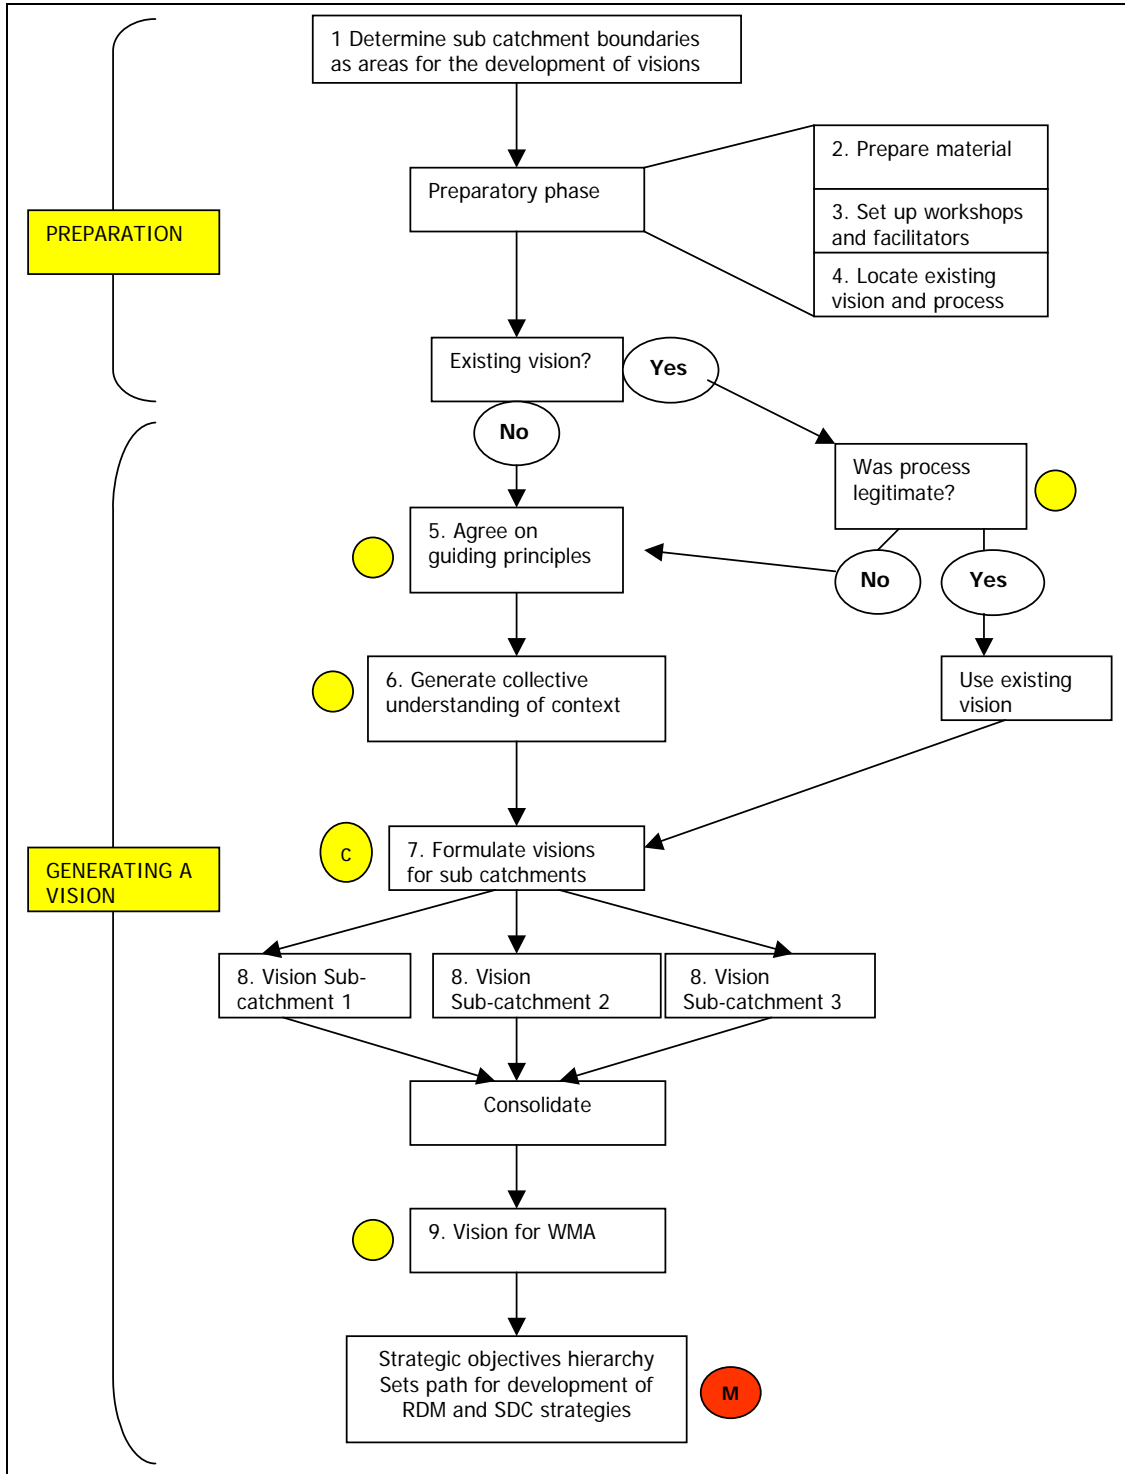 1 Determine sub catchment boundaries
as areas for the development of visions
2. Prepare material
Preparatory phase
3. Set up workshops
and facilitators
PREPARATION
4. Locate existing
vision and process
Existing vision?
Yes
No
Was process
legitimate?
5. Agree on
guiding principles
No
Yes
6. Generate collective
understanding of context
Use existing
vision
C
7. Formulate visions
for sub catchments
GENERATING A
VISION
8. Vision Sub-
catchment 1
8. Vision
Sub-catchment 2
8. Vision
Sub-catchment 3
Consolidate
9. Vision for WMA
Strategic objectives hierarchy
Sets path for development of
RDM and SDC strategies
M